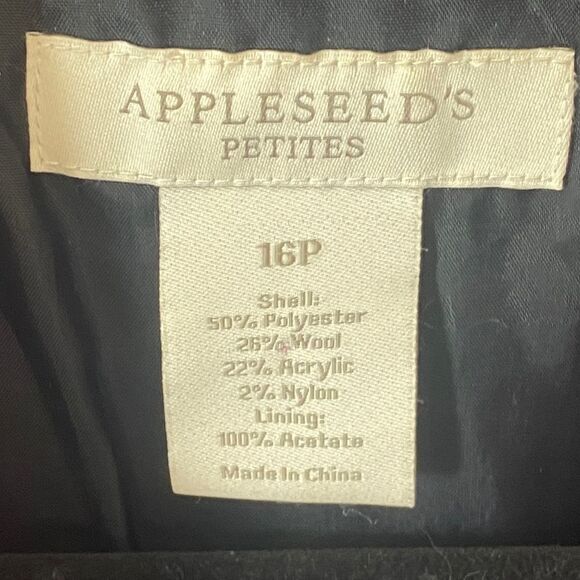 APPLESEED'S
PETITES
16P
Shell:
50% Polyester
26% Wool
22% Acrylic
2% Nylon
Lining:
100% Acetate
Made In China